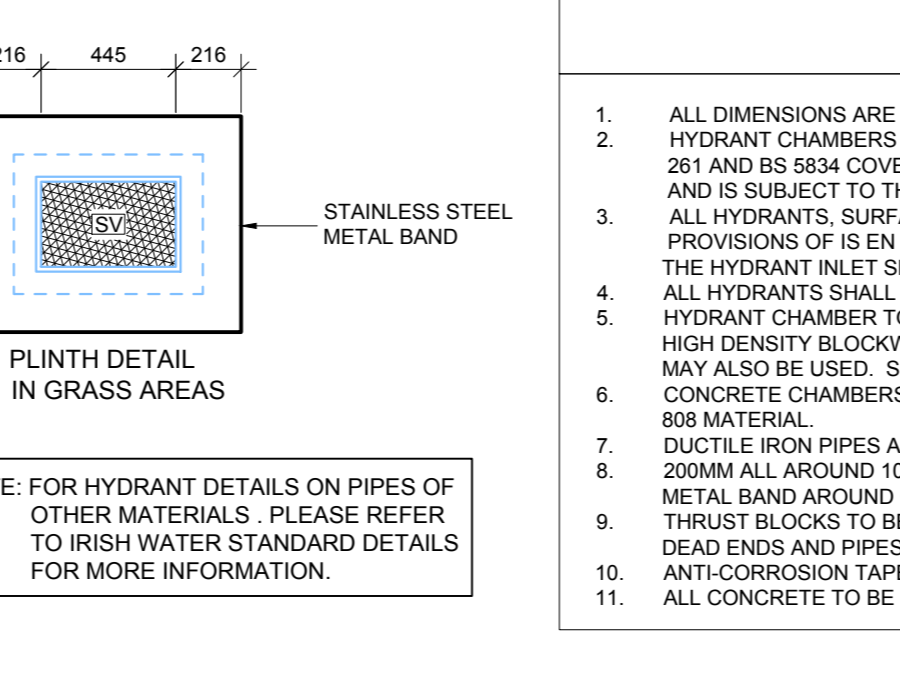 216 445 216
SV
STAINLESS STEEL
METAL BAND
PLINTH DETAIL
IN GRASS AREAS
E: FOR HYDRANT DETAILS ON PIPES OF
OTHER MATERIALS . PLEASE REFER
TO IRISH WATER STANDARD DETAILS
FOR MORE INFORMATION.
1. ALL DIMENSIONS ARE
2. HYDRANT CHAMBERS
261 AND BS 5834 COVE
AND IS SUBJECT TO TH
3. ALL HYDRANTS, SURFA
PROVISIONS OF IS EN
THE HYDRANT INLET S
4. ALL HYDRANTS SHALL
5. HYDRANT CHAMBER TO
HIGH DENSITY BLOCKW
MAY ALSO BE USED. S
6. CONCRETE CHAMBERS
808 MATERIAL.
7. DUCTILE IRON PIPES A
8. 200MM ALL AROUND 10
METAL BAND AROUND
9. THRUST BLOCKS TO BE
DEAD ENDS AND PIPES
10. ANTI-CORROSION TAPE
11. ALL CONCRETE TO BE